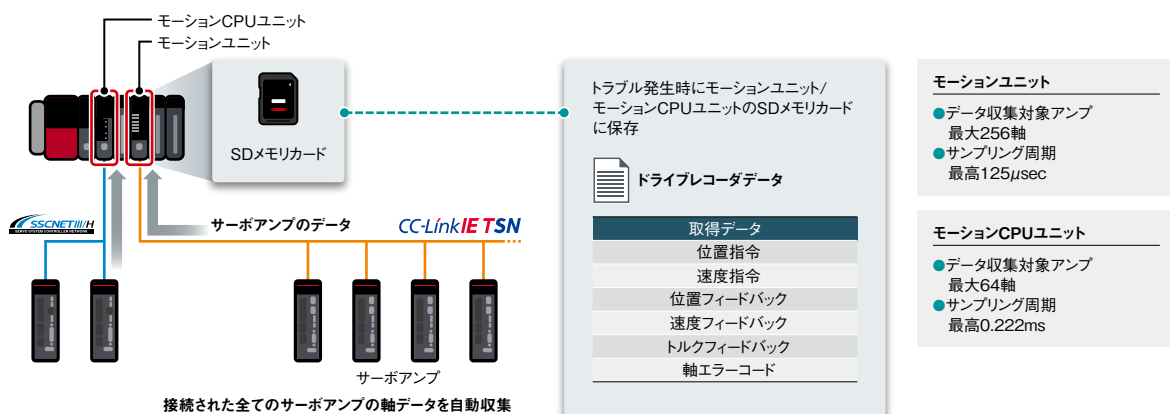 モーションCPUユニット
モーションユニット
SDメモリカード
SSCNETⅢ/H
SERVO SYSTEM CONTROLLER NETWORK
サーボアンプのデータ
CC-Link IE TSN
サーボアンプ
接続された全てのサーボアンプの軸データを自動収集
トラブル発生時にモーションユニット/
モーションCPUユニットのSDメモリカード
に保存
ドライブレコーダデータ
取得データ
位置指令
速度指令
位置フィードバック
速度フィードバック
トルクフィードバック
軸エラーコード
モーションユニット
●データ収集対象アンプ
最大256軸
●サンプリング周期
最高125μsec
モーションCPUユニット
●データ収集対象アンプ
最大64軸
●サンプリング周期
最高0.222ms